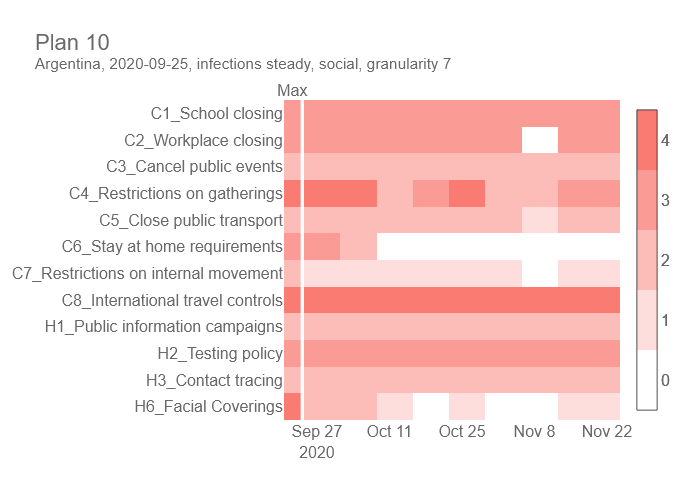 Plan 10
Argentina, 2020-09-25, infections steady, social, granularity 7
Max
C1_School closing
C2_Workplace closing
C3_Cancel public events
C4_Restrictions on gatherings
C5_Close public transport
C6_Stay at home requirements
C7_Restrictions on internal movement
C8_International travel controls
H1_Public information campaigns
H2_Testing policy
H3_Contact tracing
H6_Facial Coverings
4
3
2
1
0
Sep 27 Oct 11 Oct 25 Nov 8 Nov 22
2020